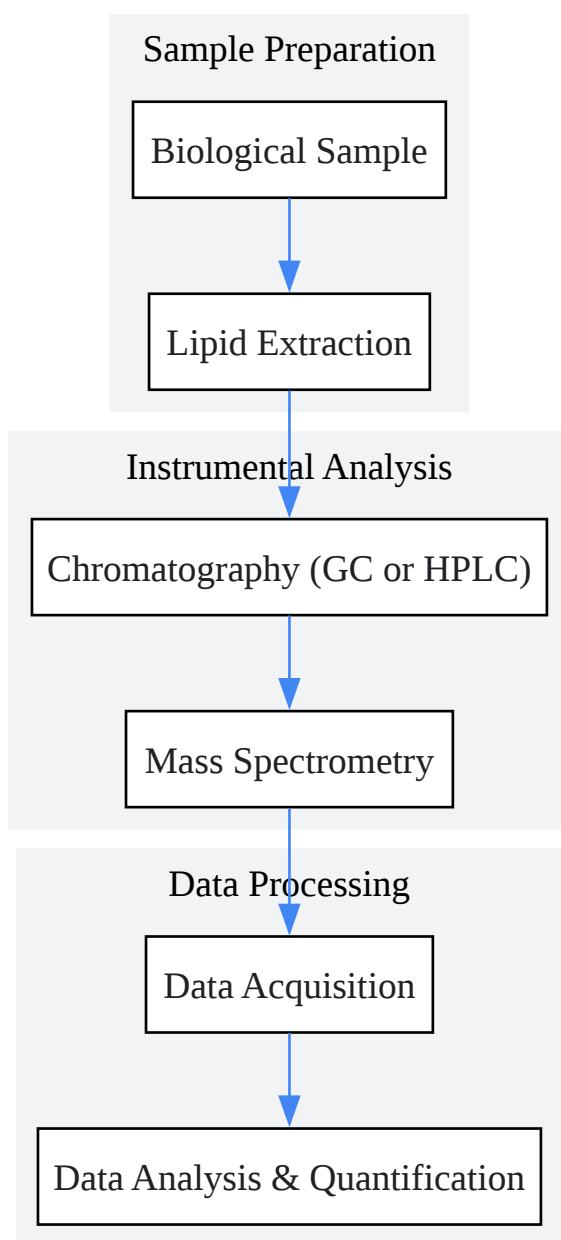 Sample Preparation
Biological Sample
Lipid Extraction
Instrumental Analysis
Chromatography (GC or HPLC)
Mass Spectrometry
Data Processing
Data Acquisition
Data Analysis & Quantification